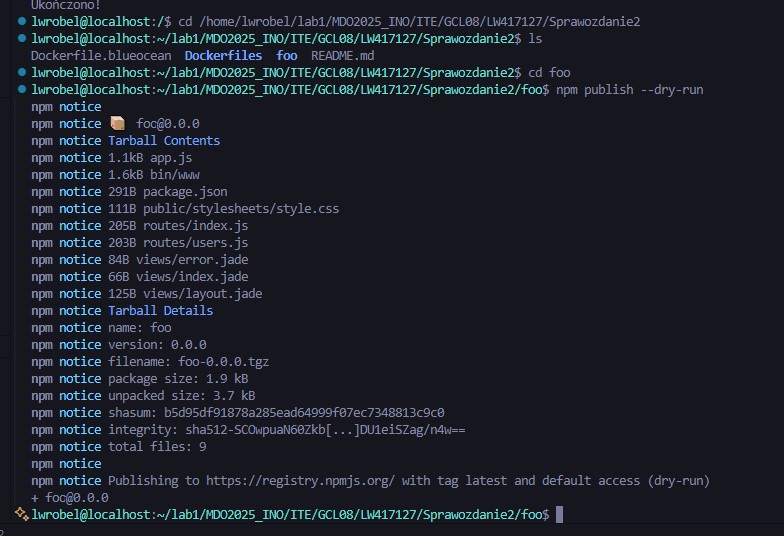 Ukończono!
lwrobel@localhost:/$ cd /home/lwrobel/lab1/MDO2025_INO/ITE/GCL08/LW417127/Sprawozdanie2
lwrobel@localhost:~/lab1/MDO2025_INO/ITE/GCL08/LW417127/Sprawozdanie2$ ls
Dockerfile.blueocean Dockerfiles foo README.md
lwrobel@localhost:~/lab1/MDO2025_INO/ITE/GCL08/LW417127/Sprawozdanie2$ cd foo
lwrobel@localhost:~/lab1/MDO2025_INO/ITE/GCL08/LW417127/Sprawozdanie2/foo$ npm publish --dry-run
npm notice
npm notice 📦 foo@0.0.0
npm notice Tarball Contents
npm notice 1.1kB app.js
npm notice 1.6kB bin/www
npm notice 291B package.json
npm notice 111B public/stylesheets/style.css
npm notice 205B routes/index.js
npm notice 203B routes/users.js
npm notice 84B views/error.jade
npm notice 66B views/index.jade
npm notice 125B views/layout.jade
npm notice Tarball Details
npm notice name: foo
npm notice version: 0.0.0
npm notice filename: foo-0.0.0.tgz
npm notice package size: 1.9 kB
npm notice unpacked size: 3.7 kB
npm notice shasum: b5d95df91878a285ead64999f07ec7348813c9c0
npm notice integrity: sha512-SCOwpuaN60Zkb[...]DU1eiSZag/n4w==
npm notice total files: 9
npm notice
npm notice Publishing to https://registry.npmjs.org/ with tag latest and default access (dry-run)
+ foo@0.0.0
lwrobel@localhost:~/lab1/MDO2025_INO/ITE/GCL08/LW417127/Sprawozdanie2/foo$